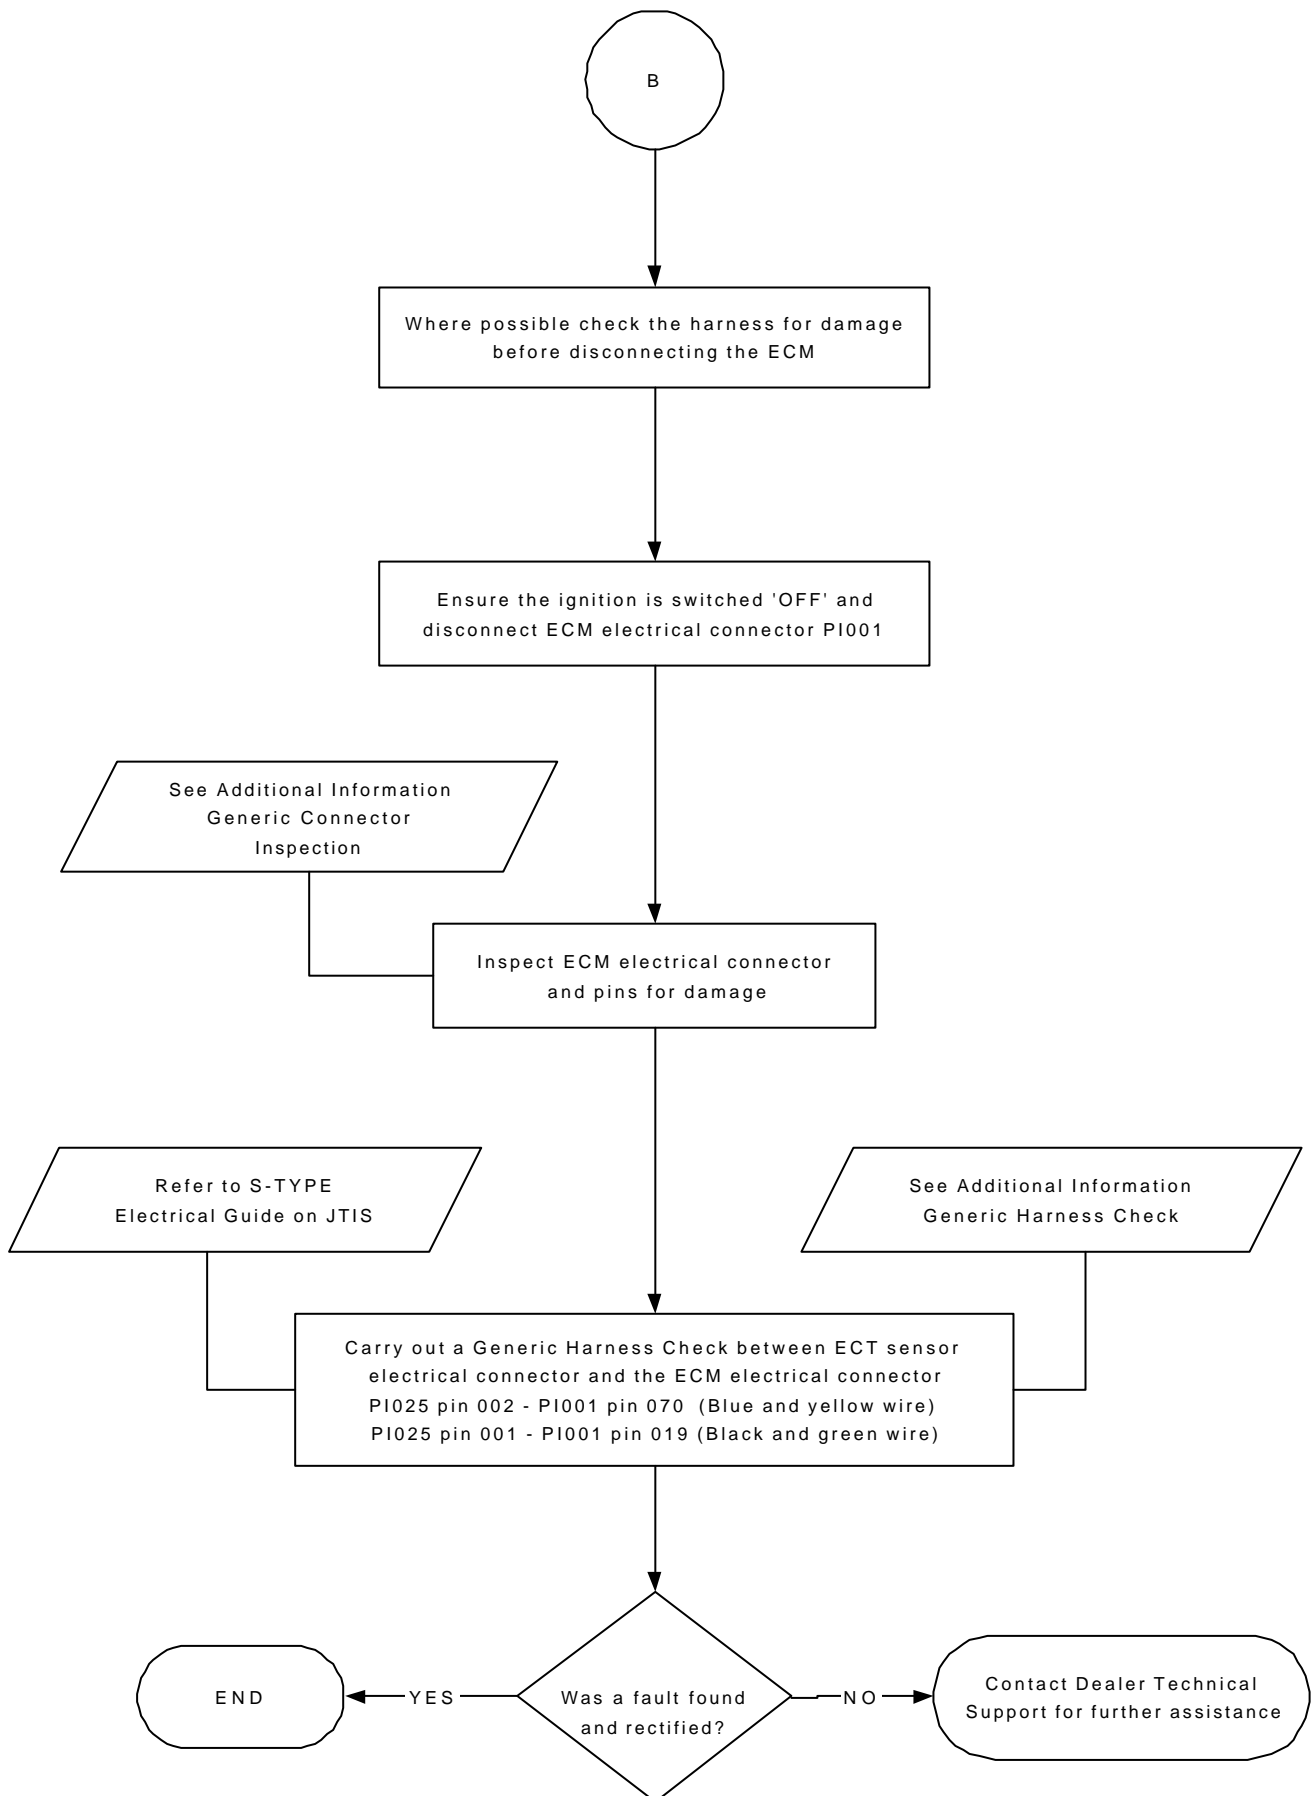 B
Where possible check the harness for damage
before disconnecting the ECM
Ensure the ignition is switched 'OFF' and
disconnect ECM electrical connector PI001
See Additional Information
Generic Connector
Inspection
Inspect ECM electrical connector
and pins for damage
Refer to S-TYPE
Electrical Guide on JTIS
See Additional Information
Generic Harness Check
Carry out a Generic Harness Check between ECT sensor
electrical connector and the ECM electrical connector
PI025 pin 002 - PI001 pin 070 (Blue and yellow wire)
PI025 pin 001 - PI001 pin 019 (Black and green wire)
END
YES
Was a fault found
and rectified?
NO
Contact Dealer Technical
Support for further assistance